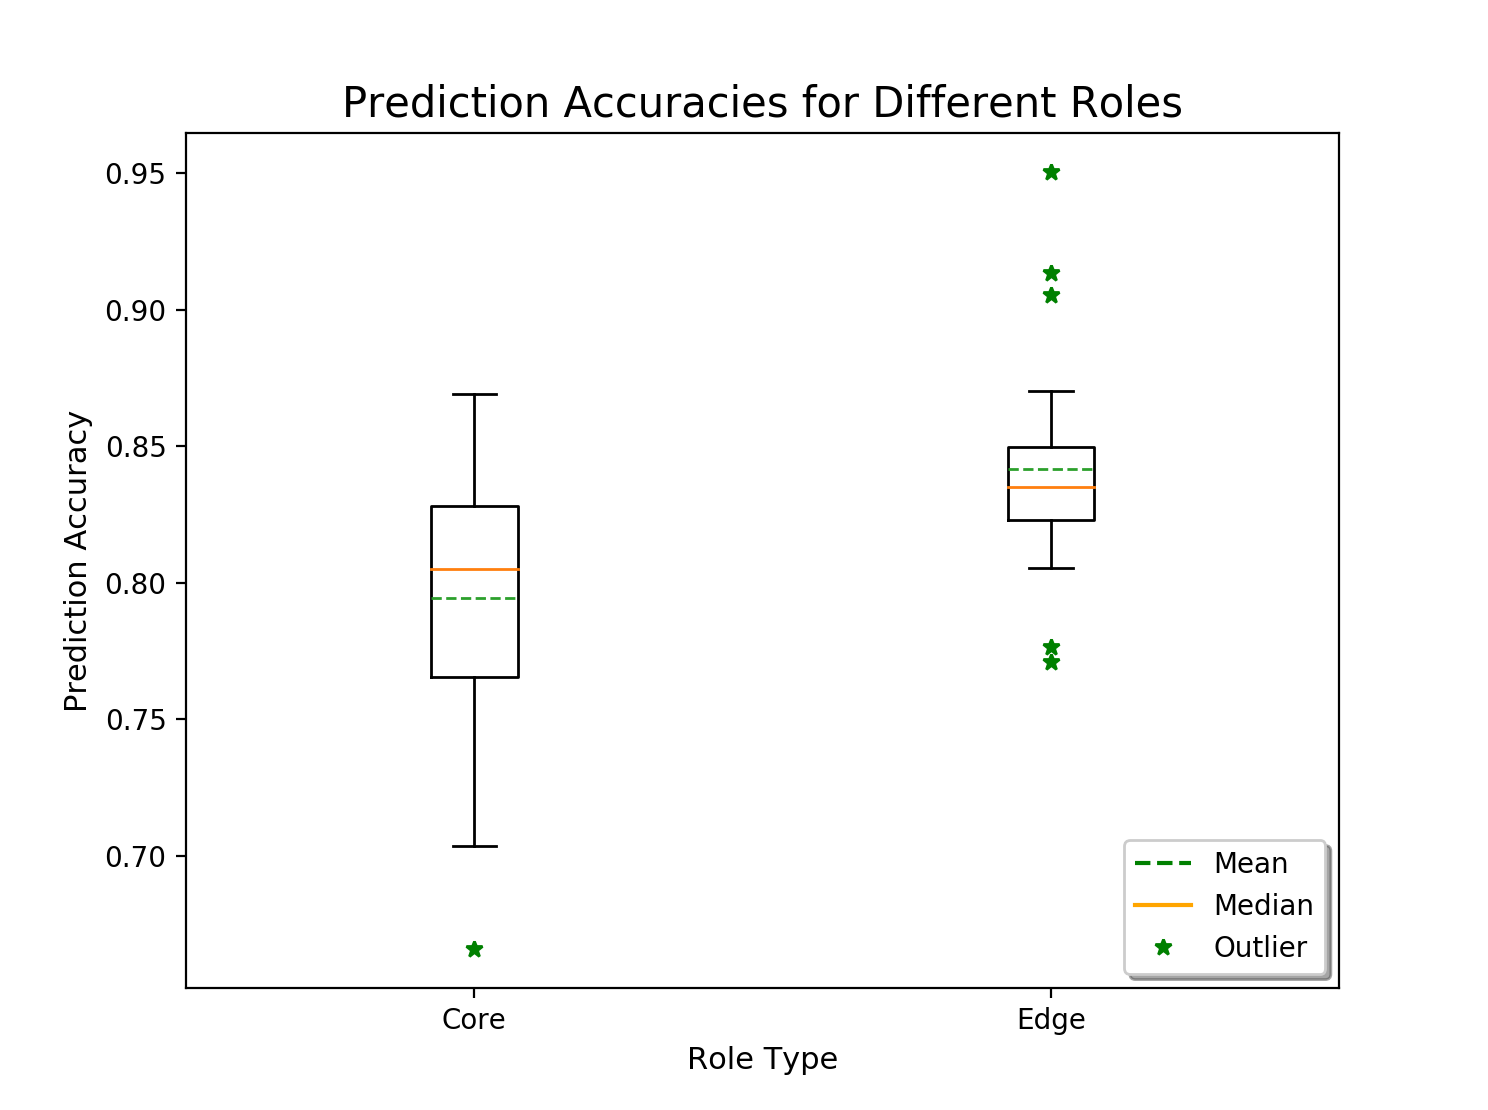 Prediction Accuracies for Different Roles
0.95
0.90
0.85
0.80
0.75
0.70
Prediction Accuracy
Core
Edge
Role Type
Mean
Median
Outlier